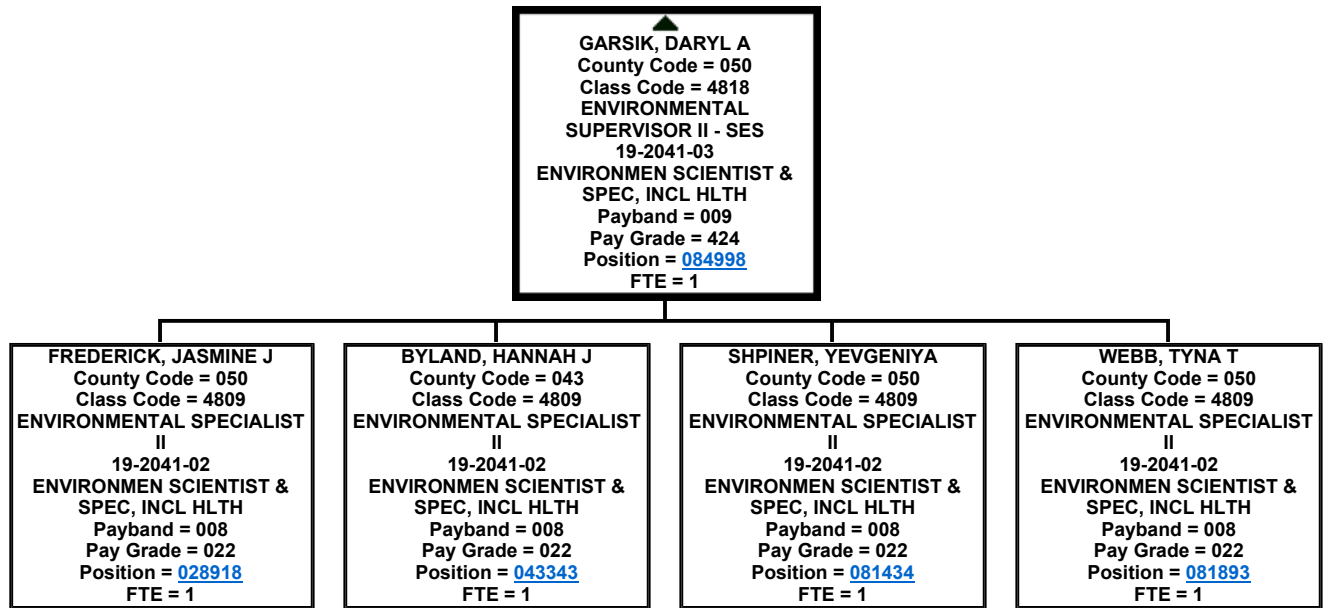 GARSIK, DARYL A
County Code = 050
Class Code = 4818
ENVIRONMENTAL
SUPERVISOR II - SES
19-2041-03
ENVIRONMEN SCIENTIST &
SPEC, INCL HLTH
Payband = 009
Pay Grade = 424
Position = 084998
FTE = 1
FREDERICK, JASMINE J
County Code = 050
Class Code = 4809
ENVIRONMENTAL SPECIALIST
II
19-2041-02
ENVIRONMEN SCIENTIST &
SPEC, INCL HLTH
Payband = 008
Pay Grade = 022
Position = 028918
FTE = 1
BYLAND, HANNAH J
County Code = 043
Class Code = 4809
ENVIRONMENTAL SPECIALIST
II
19-2041-02
ENVIRONMEN SCIENTIST &
SPEC, INCL HLTH
Payband = 008
Pay Grade = 022
Position = 043343
FTE = 1
SHPINER, YEVGENIYA
County Code = 050
Class Code = 4809
ENVIRONMENTAL SPECIALIST
II
19-2041-02
ENVIRONMEN SCIENTIST &
SPEC, INCL HLTH
Payband = 008
Pay Grade = 022
Position = 081434
FTE = 1
WEBB, TYNA T
County Code = 050
Class Code = 4809
ENVIRONMENTAL SPECIALIST
II
19-2041-02
ENVIRONMEN SCIENTIST &
SPEC, INCL HLTH
Payband = 008
Pay Grade = 022
Position = 081893
FTE = 1